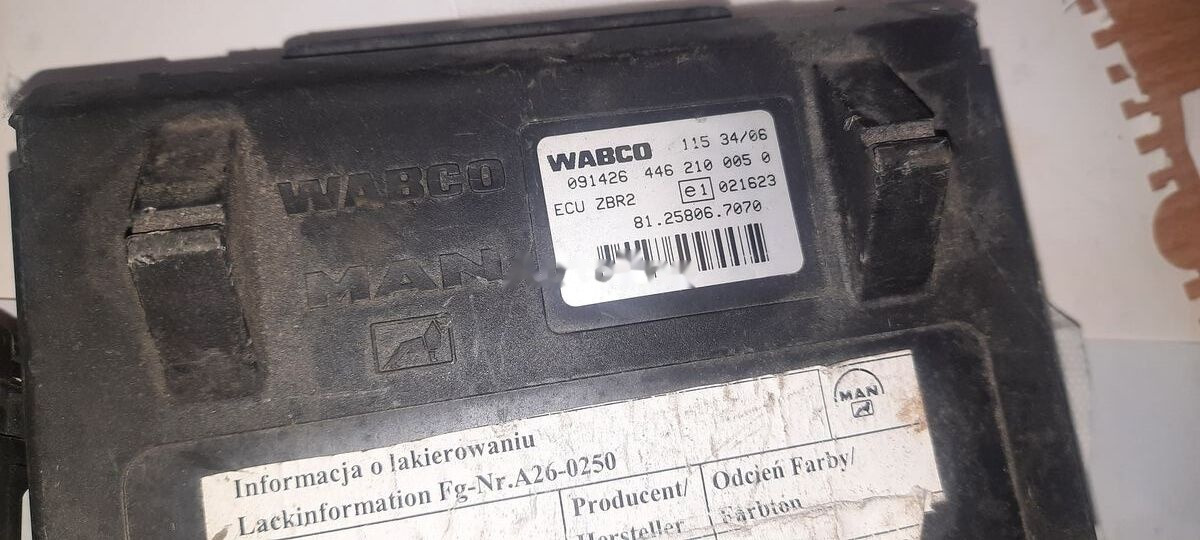 WABCO
MAN
WABCO 115 34/06
091426 446 210 005 0
ECU ZBR2 e1 021623
81.25806.7070
MAN
Informacja o lakierowaniu
Lackinformation Fg-Nr.A26-0250
Producent/
Hersteller
Odcień Farby/
Farbton